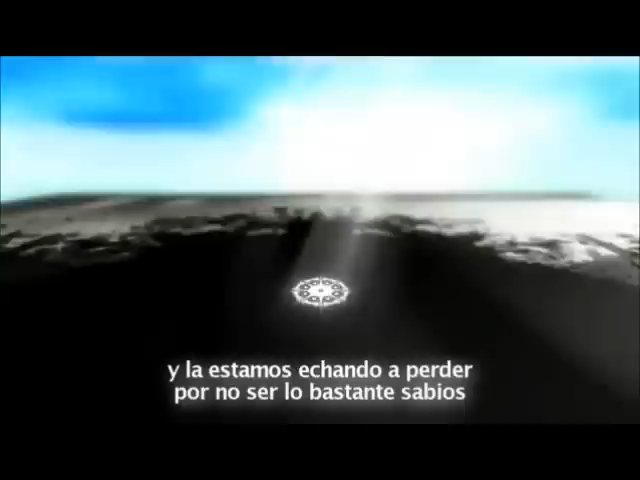 y la estamos echando a perder
por no ser lo bastante sabios